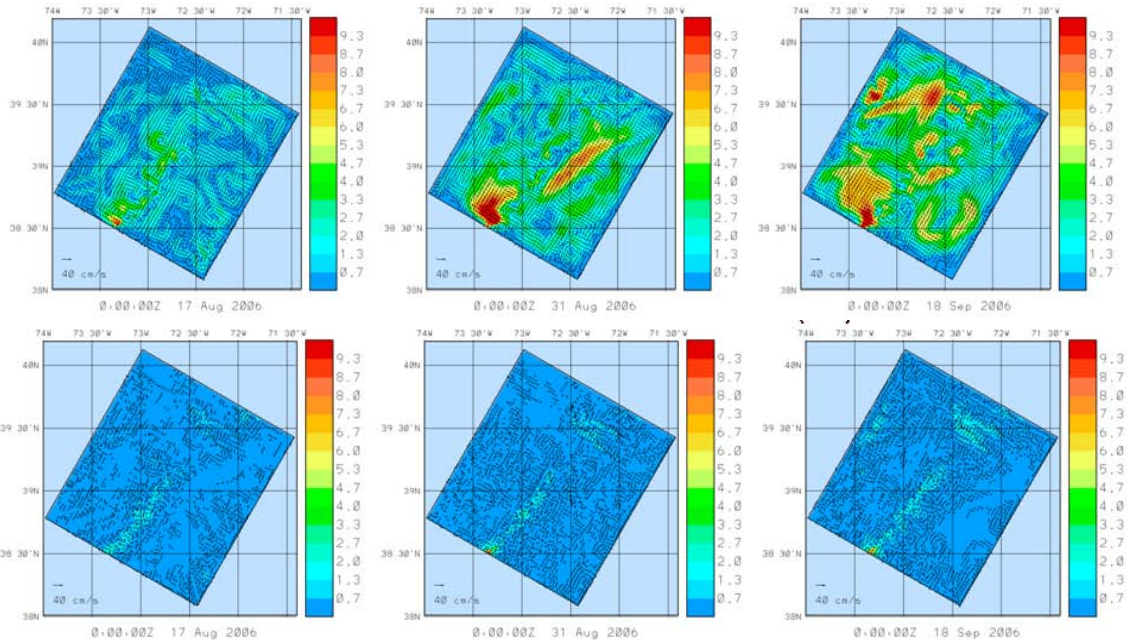 74W 73 30'W 73W 72 30'W 72W 71 30'W
40N
39 30'N
39N
38 30'N
38N
40 cm/s
9.3
8.7
8.0
7.3
6.7
6.0
5.3
4.7
4.0
3.3
2.7
2.0
1.3
0.7
0:00:00Z 17 Aug 2006
74W 73 30'W 73W 72 30'W 72W 71 30'W
40N
39 30'N
39N
38 30'N
38N
40 cm/s
9.3
8.7
8.0
7.3
6.7
6.0
5.3
4.7
4.0
3.3
2.7
2.0
1.3
0.7
0:00:00Z 31 Aug 2006
74W 73 30'W 73W 72 30'W 72W 71 30'W
40N
39 30'N
39N
38 30'N
38N
40 cm/s
9.3
8.7
8.0
7.3
6.7
6.0
5.3
4.7
4.0
3.3
2.7
2.0
1.3
0.7
0:00:00Z 18 Sep 2006
74W 73 30'W 73W 72 30'W 72W 71 30'W
40N
39 30'N
39N
38 30'N
38N
40 cm/s
9.3
8.7
8.0
7.3
6.7
6.0
5.3
4.7
4.0
3.3
2.7
2.0
1.3
0.7
0:00:00Z 17 Aug 2006
74W 73 30'W 73W 72 30'W 72W 71 30'W
40N
39 30'N
39N
38 30'N
38N
40 cm/s
9.3
8.7
8.0
7.3
6.7
6.0
5.3
4.7
4.0
3.3
2.7
2.0
1.3
0.7
0:00:00Z 31 Aug 2006
74W 73 30'W 73W 72 30'W 72W 71 30'W
40N
39 30'N
39N
38 30'N
38N
40 cm/s
9.3
8.7
8.0
7.3
6.7
6.0
5.3
4.7
4.0
3.3
2.7
2.0
1.3
0.7
0:00:00Z 18 Sep 2006